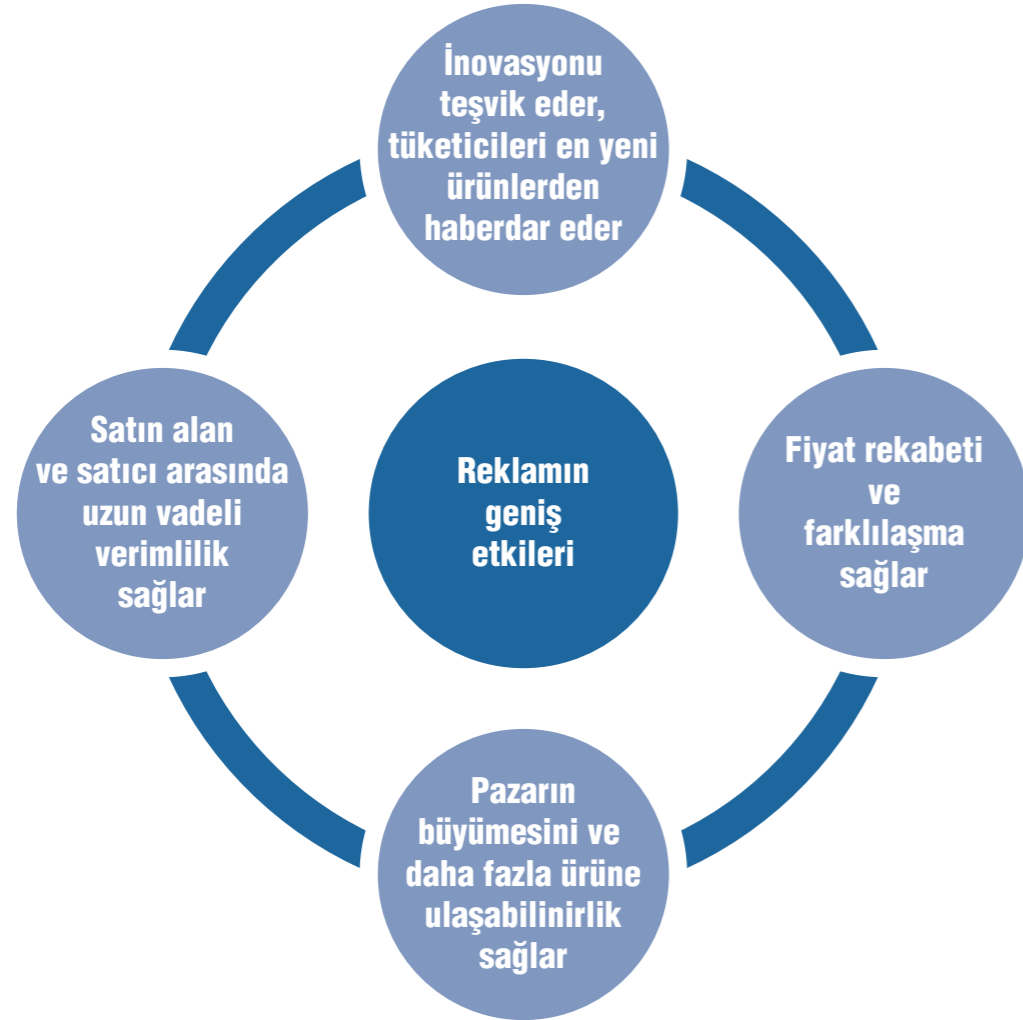 İnovasyonu
teşvik eder,
tüketicileri en yeni
ürünlerden
haberdar eder
Satın alan
ve satıcı arasında
uzun vadeli
verimlilik
sağlar
Reklamın
geniş
etkileri
Fiyat rekabeti
ve
farklılaşma
sağlar
Pazarın
büyümesini ve
daha fazla ürüne
ulaşabilinirlik
sağlar